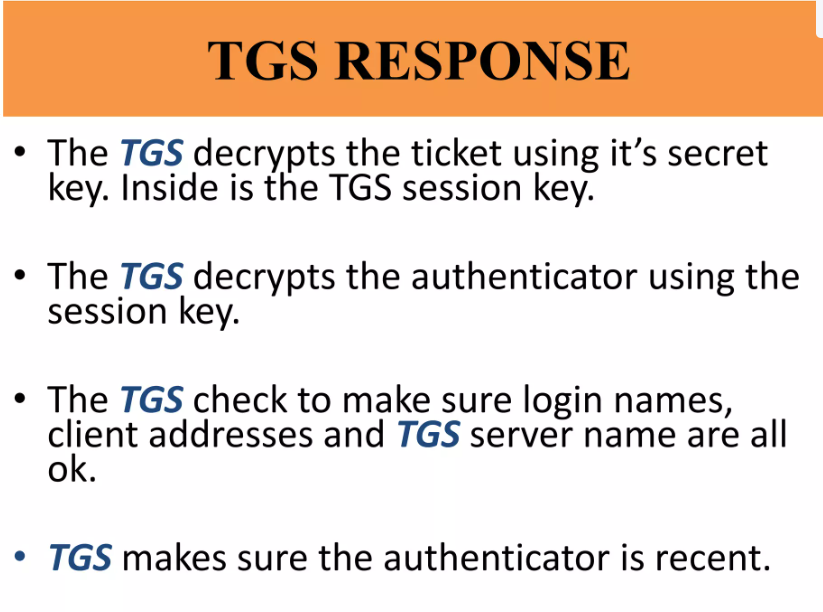 TGS RESPONSE
• The TGS decrypts the ticket using it’s secret
key. Inside is the TGS session key.
• The TGS decrypts the authenticator using the
session key.
• The TGS check to make sure login names,
client addresses and TGS server name are all
ok.
• TGS makes sure the authenticator is recent.